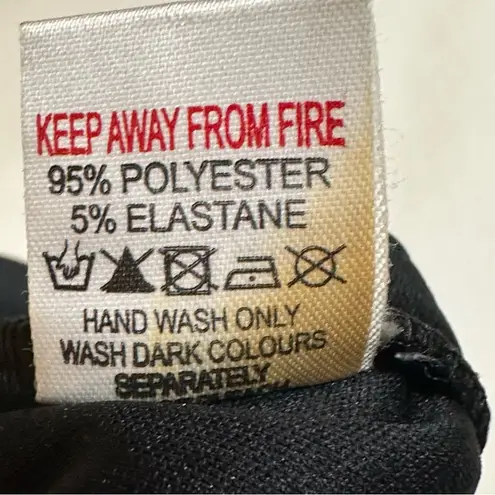 KEEP AWAY FROM FIRE
95% POLYESTER
5% ELASTANE
HAND WASH ONLY
WASH DARK COLOURS
SEPARATELY